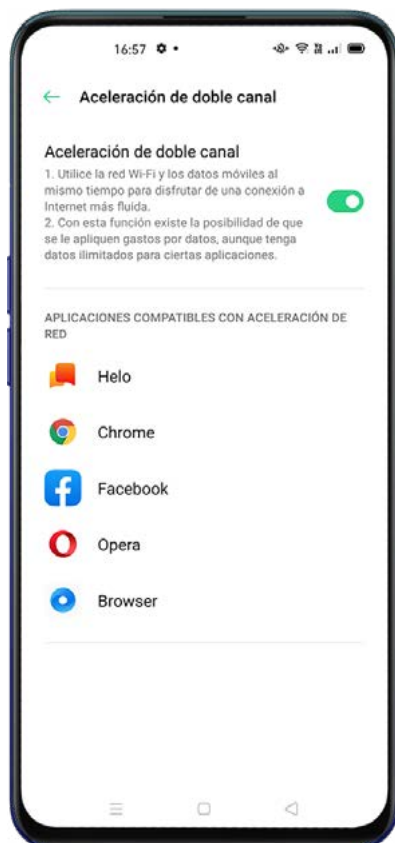 16:57
Aceleración de doble canal
Aceleración de doble canal
1. Utilice la red Wi-Fi y los datos móviles al
mismo tiempo para disfrutar de una conexión a
Internet más fluida.
2. Con esta función existe la posibilidad de que
se le apliquen gastos por datos, aunque tenga
datos ilimitados para ciertas aplicaciones.
APLICACIONES COMPATIBLES CON ACELERACIÓN DE
RED
Helo
Chrome
Facebook
Opera
Browser